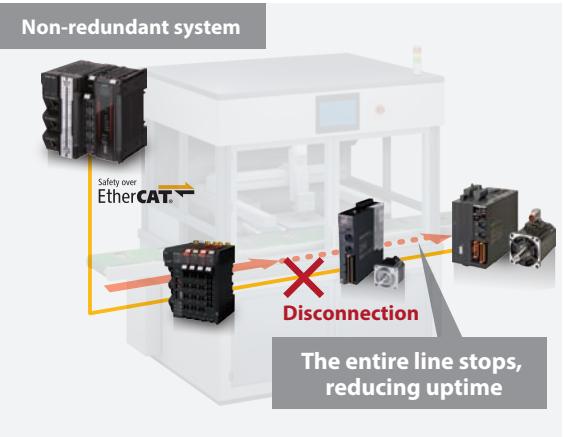 Non-redundant system
Safety over
EtherCAT®
Disconnection
The entire line stops,
reducing uptime